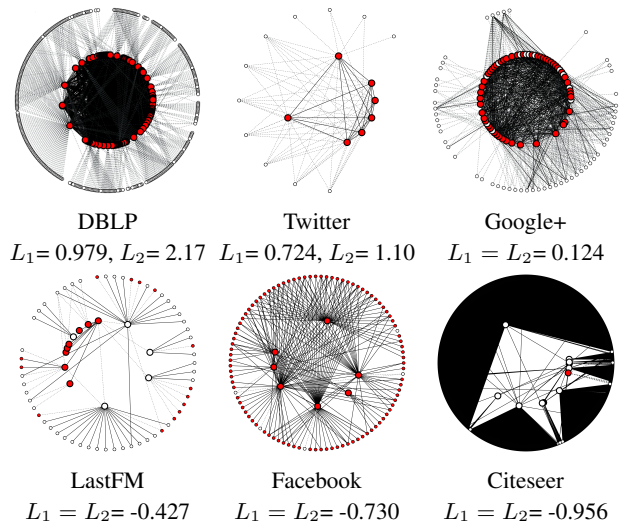 DBLP Twitter Google+
L₁= 0.979, L₂= 2.17 L₁= 0.724, L₂= 1.10 L₁ = L₂= 0.124
LastFM Facebook Citeseer
L₁ = L₂= -0.427 L₁ = L₂= -0.730 L₁ = L₂= -0.956